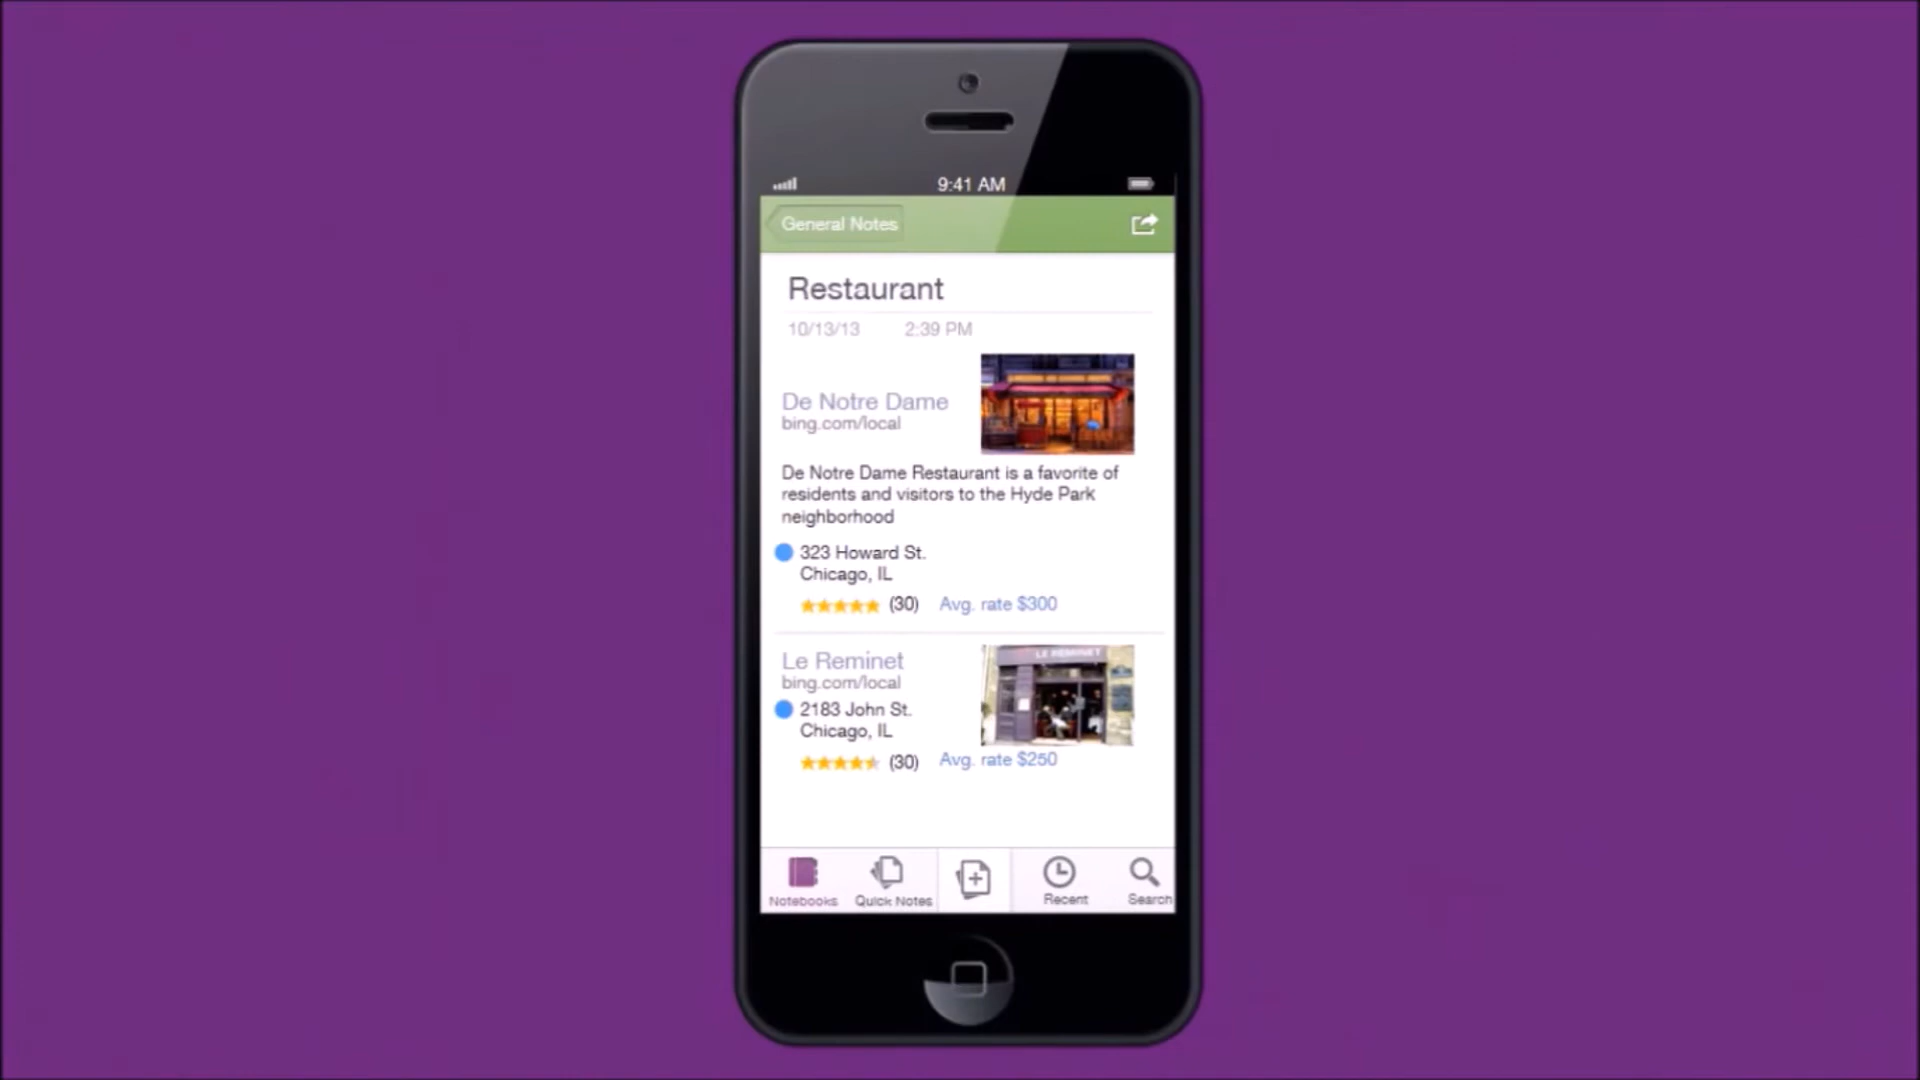 9:41 AM
General Notes
Restaurant
10/13/13 2:39 PM
De Notre Dame
bing.com/local
De Notre Dame Restaurant is a favorite of
residents and visitors to the Hyde Park
neighborhood
323 Howard St.
Chicago, IL
(30) Avg. rate $300
Le Reminet
bing.com/local
LE REMINET
2183 John St.
Chicago, IL
(30) Avg. rate $250
Notebooks Quick Notes Recent Search